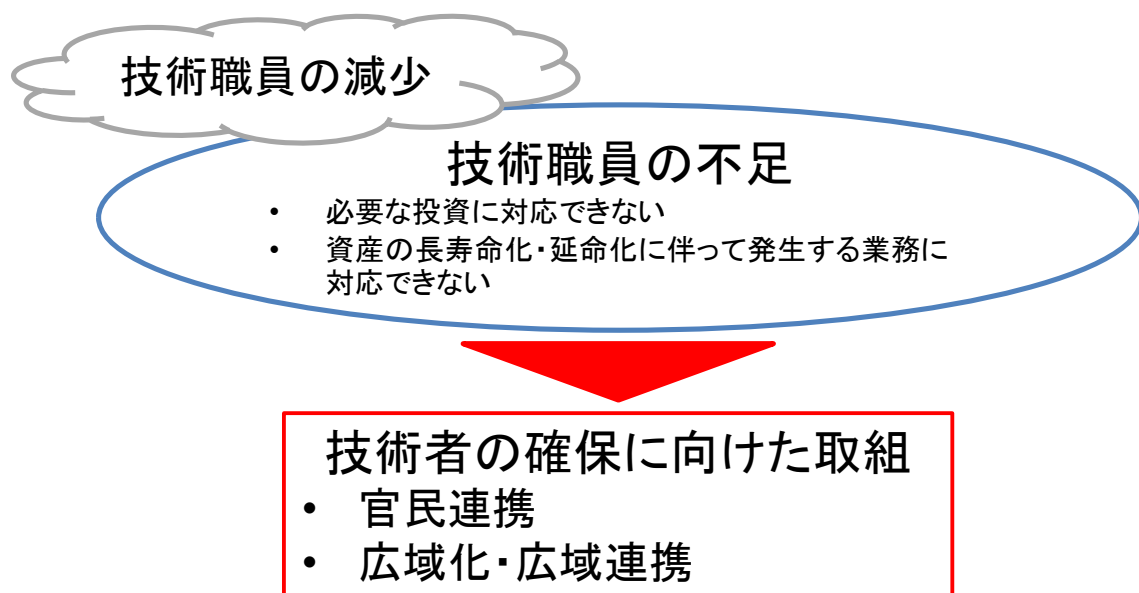 技術職員の減少
技術職員の不足
• 必要な投資に対応できない
• 資産の長寿命化・延命化に伴って発生する業務に
対応できない
技術者の確保に向けた取組
• 官民連携
• 広域化・広域連携